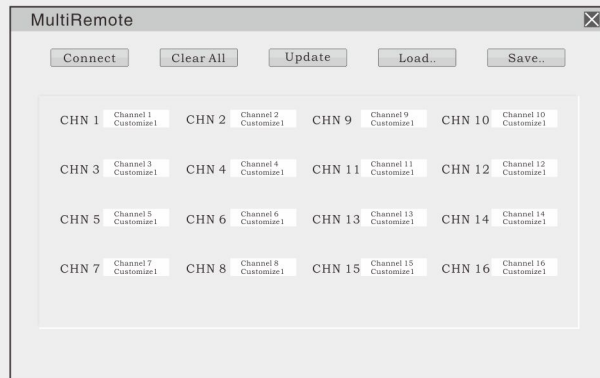 MultiRemote
Connect Clear All Update Load.. Save..
CHN 1 Channel 1 Customize1 CHN 2 Channel 2 Customize1 CHN 9 Channel 9 Customize1 CHN 10 Channel 10 Customize1
CHN 3 Channel 3 Customize1 CHN 4 Channel 4 Customize1 CHN 11 Channel 11 Customize1 CHN 12 Channel 12 Customize1
CHN 5 Channel 5 Customize1 CHN 6 Channel 6 Customize1 CHN 13 Channel 13 Customize1 CHN 14 Channel 14 Customize1
CHN 7 Channel 7 Customize1 CHN 8 Channel 8 Customize1 CHN 15 Channel 15 Customize1 CHN 16 Channel 16 Customize1